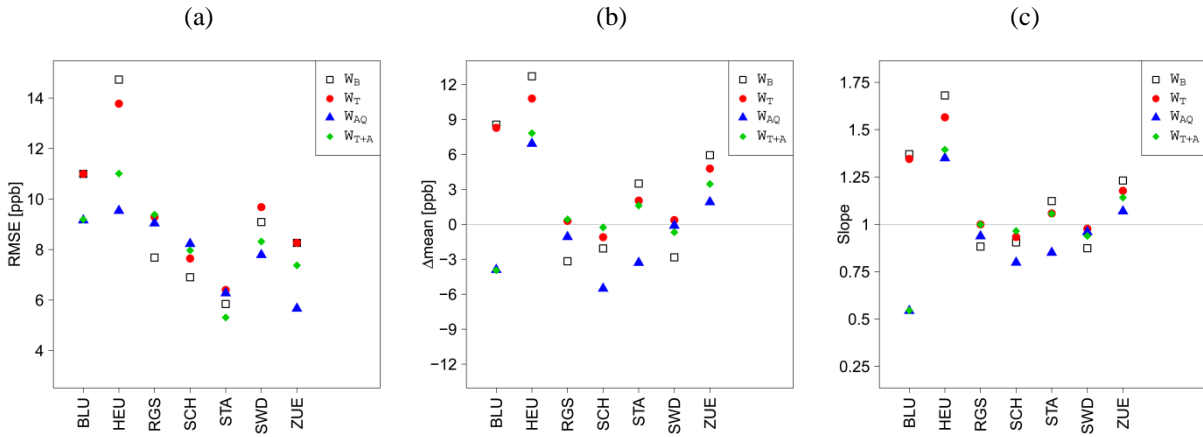 (a)
RMSE [ppb]
14
12
10
8
6
4
BLU HEU RGS SCH STA SWD ZUE
W_B
W_T
W_AQ
W_T+A
(b)
Δmean [ppb]
12
9
6
3
0
−3
−6
−9
−12
BLU HEU RGS SCH STA SWD ZUE
W_B
W_T
W_AQ
W_T+A
(c)
Slope
1.75
1.5
1.25
1
0.75
0.5
0.25
BLU HEU RGS SCH STA SWD ZUE
W_B
W_T
W_AQ
W_T+A